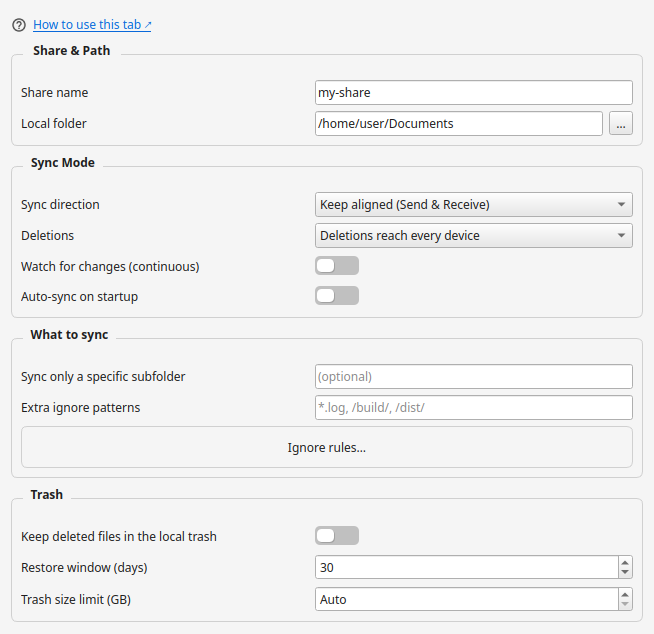 How to use this tab ↗
Share & Path
Share name my-share
Local folder /home/user/Documents ...
Sync Mode
Sync direction Keep aligned (Send & Receive)
Deletions Deletions reach every device
Watch for changes (continuous)
Auto-sync on startup
What to sync
Sync only a specific subfolder (optional)
Extra ignore patterns *.log, /build/, /dist/
Ignore rules...
Trash
Keep deleted files in the local trash
Restore window (days) 30
Trash size limit (GB) Auto